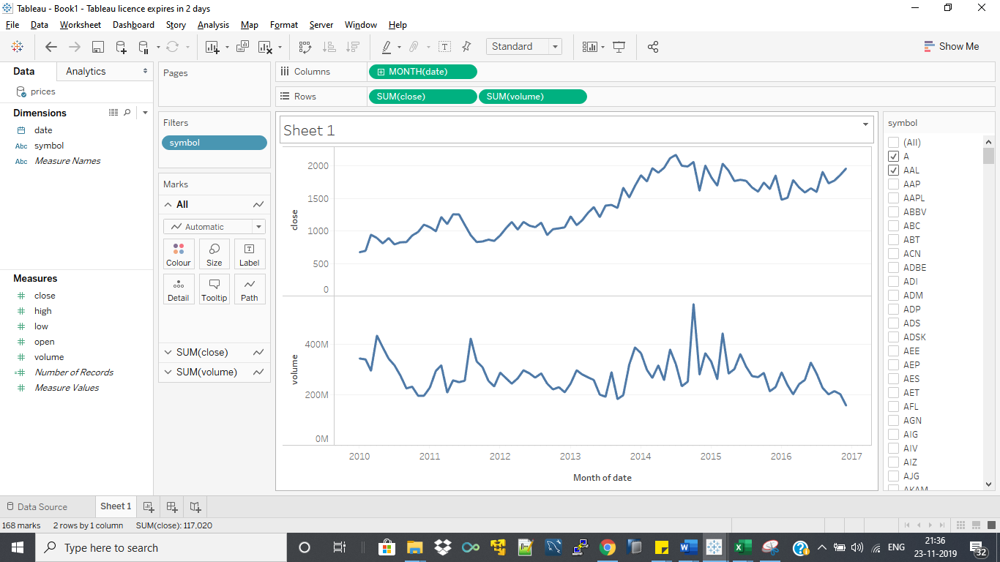 Tableau - Book1 - Tableau licence expires in 2 days
File Data Worksheet Dashboard Story Analysis Map Format Server Window Help
Standard
Show Me
Data Analytics
prices
Dimensions
date
Abc symbol
Abc Measure Names
Measures
close
high
low
open
volume
Number of Records
Measure Values
Pages
Filters
symbol
Marks
All
Automatic
Colour Size Label
Detail Tooltip Path
SUM(close)
SUM(volume)
Columns MONTH(date)
Rows SUM(close) SUM(volume)
Sheet 1
2000
1500
1000
500
0
close
400M
200M
0M
volume
2010 2011 2012 2013 2014 2015 2016 2017
Month of date
symbol
(All)
A
AAL
AAP
AAPL
ABBV
ABC
ABT
ACN
ADBE
ADI
ADM
ADP
ADS
ADSK
AEE
AEP
AES
AET
AFL
AGN
AIG
AIV
AIZ
AJG
AKAM
Data Source Sheet 1
168 marks 2 rows by 1 column SUM(close): 117,020
Type here to search
ENG
21:36
23-11-2019
32